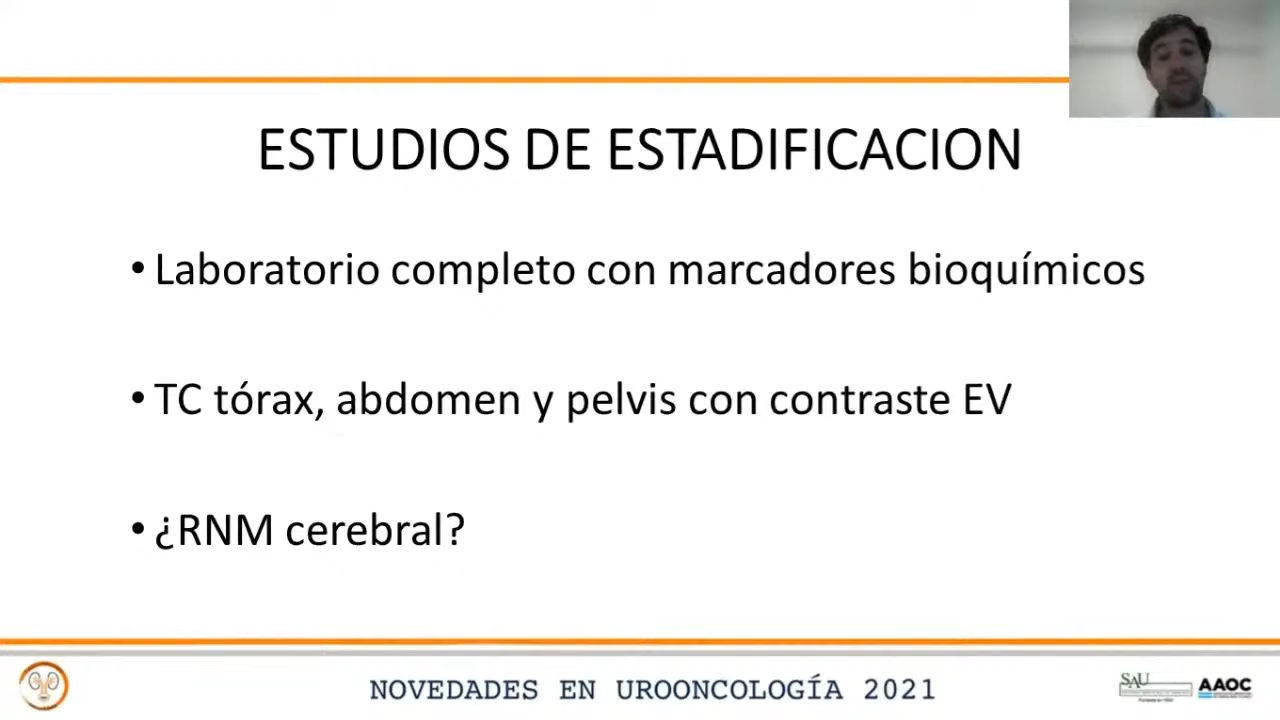 ESTUDIOS DE ESTADIFICACION
• Laboratorio completo con marcadores bioquímicos
• TC tórax, abdomen y pelvis con contraste EV
• ¿RNM cerebral?
NOVEDADES EN UROONCOLOGÍA 2021
SAU
AAOC